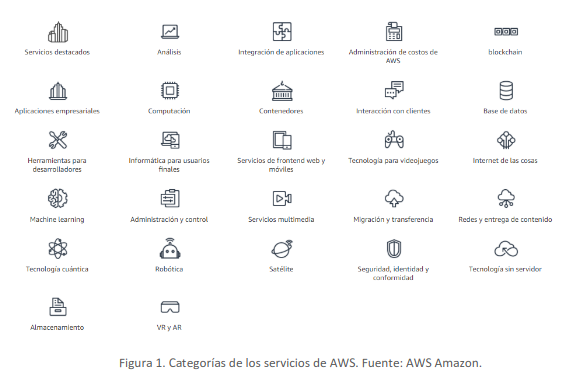 Servicios destacados
Análisis
Integración de aplicaciones
Administración de costos de
AWS
blockchain
Aplicaciones empresariales
Computación
Contenedores
Interacción con clientes
Base de datos
Herramientas para
desarrolladores
Informática para usuarios
finales
Servicios de frontend web y
móviles
Tecnología para videojuegos
Internet de las cosas
Machine learning
Administración y control
Servicios multimedia
Migración y transferencia
Redes y entrega de contenido
Tecnología cuántica
Robótica
Satélite
Seguridad, identidad y
conformidad
Tecnología sin servidor
Almacenamiento
VR y AR
Figura 1. Categorías de los servicios de AWS. Fuente: AWS Amazon.